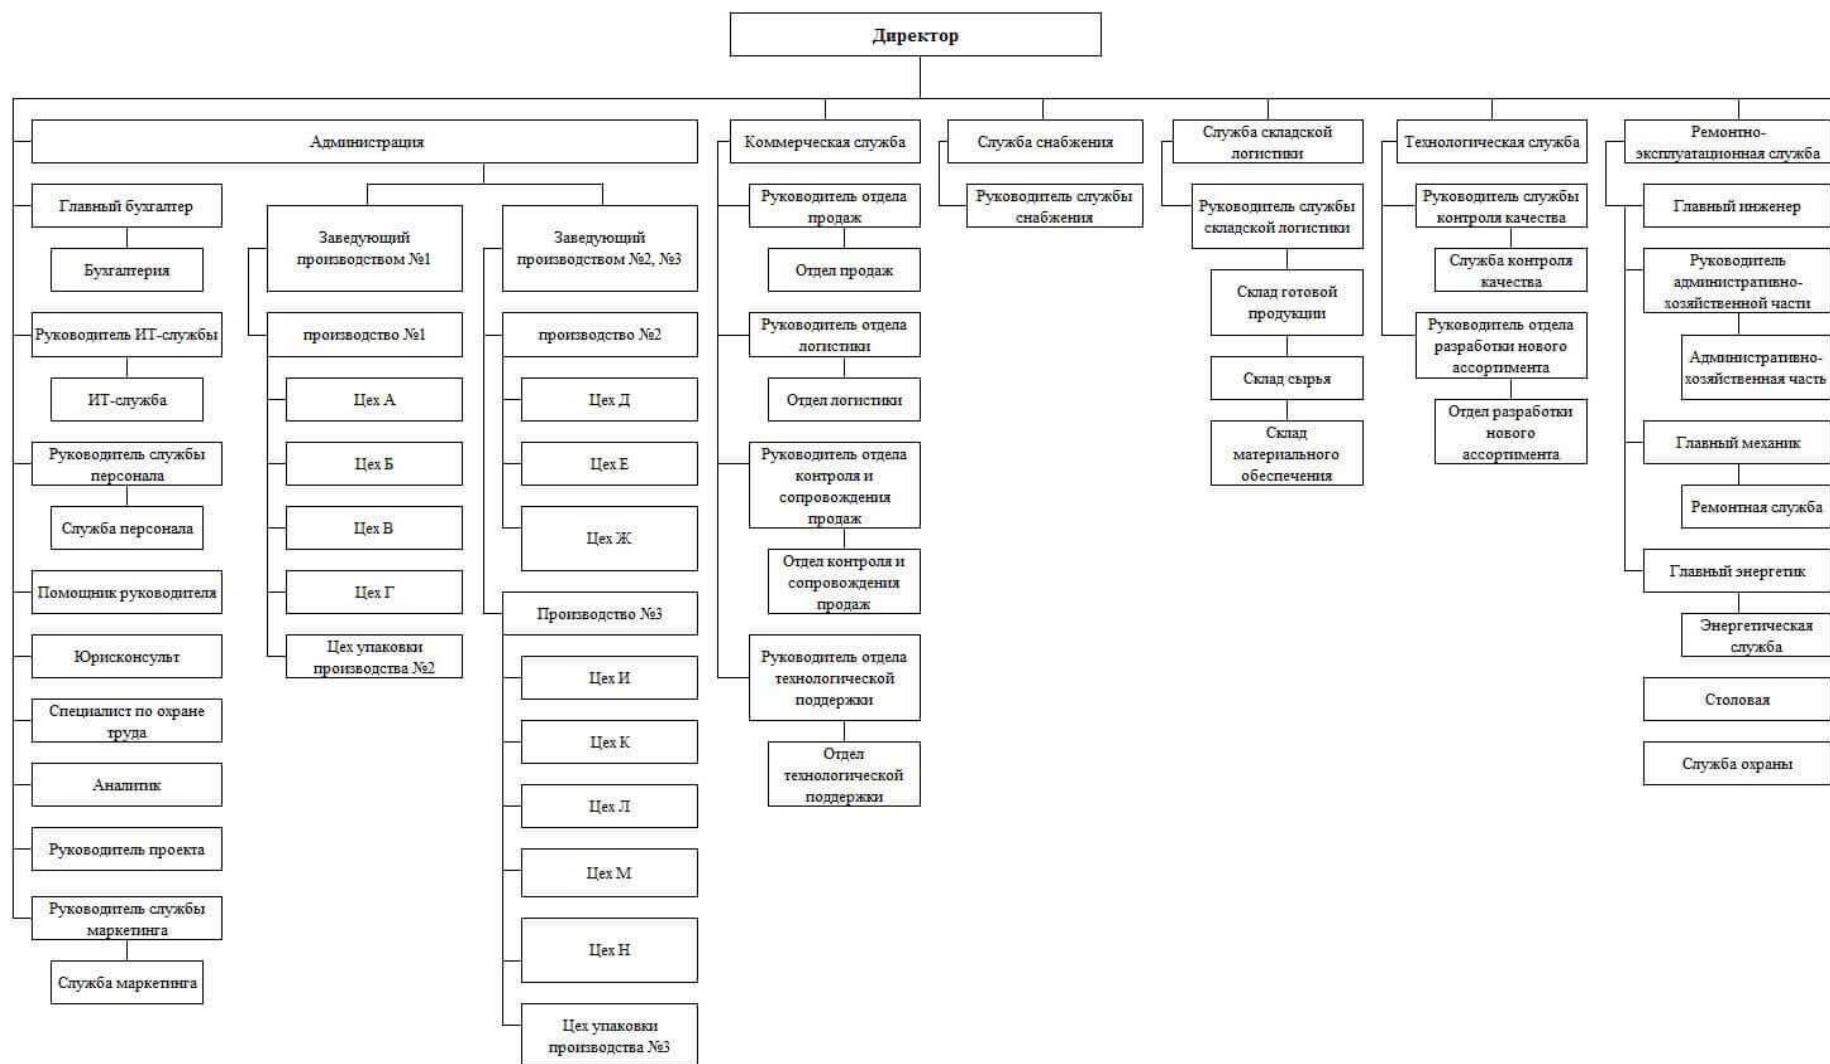 Директор
Администрация
Главный бухгалтер
Бухгалтерия
Руководитель ИТ-службы
ИТ-служба
Руководитель службы
персонала
Служба персонала
Помощник руководителя
Юрисконсульт
Специалист по охране
труда
Аналитик
Руководитель проекта
Руководитель службы
маркетинга
Служба маркетинга
Заведующий
производством №1
производство №1
Цех А
Цех Б
Цех В
Цех Г
Цех упаковки
производства №2
Заведующий
производством №2, №3
производство №2
Цех Д
Цех Е
Цех Ж
Производство №3
Цех И
Цех К
Цех Л
Цех М
Цех Н
Цех упаковки
производства №3
Коммерческая служба
Руководитель отдела
продаж
Отдел продаж
Руководитель отдела
логистики
Отдел логистики
Руководитель отдела
контроля и
сопровождения
продаж
Отдел контроля и
сопровождения
продаж
Руководитель отдела
технологической
поддержки
Отдел
технологической
поддержки
Служба снабжения
Руководитель службы
снабжения
Служба складской
логистики
Руководитель службы
складской логистики
Склад готовой
продукции
Склад сырья
Склад
материального
обеспечения
Технологическая служба
Руководитель службы
контроля качества
Служба контроля
качества
Руководитель отдела
разработки нового
ассортимента
Отдел разработки
нового
ассортимента
Ремонтно-
эксплуатационная служба
Главный инженер
Руководитель
административно-
хозяйственной части
Административно-
хозяйственная часть
Главный механик
Ремонтная служба
Главный энергетик
Энергетическая
служба
Столовая
Служба охраны